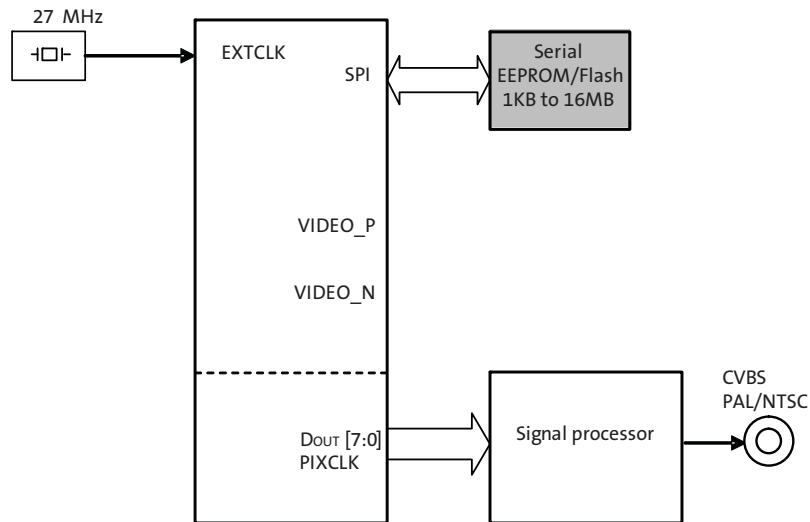 27 MHz
EXTCLK
SPI
Serial
EEPROM/Flash
1KB to 16MB
VIDEO_P
VIDEO_N
DOUT [7:0]
PIXCLK
Signal processor
CVBS
PAL/NTSC